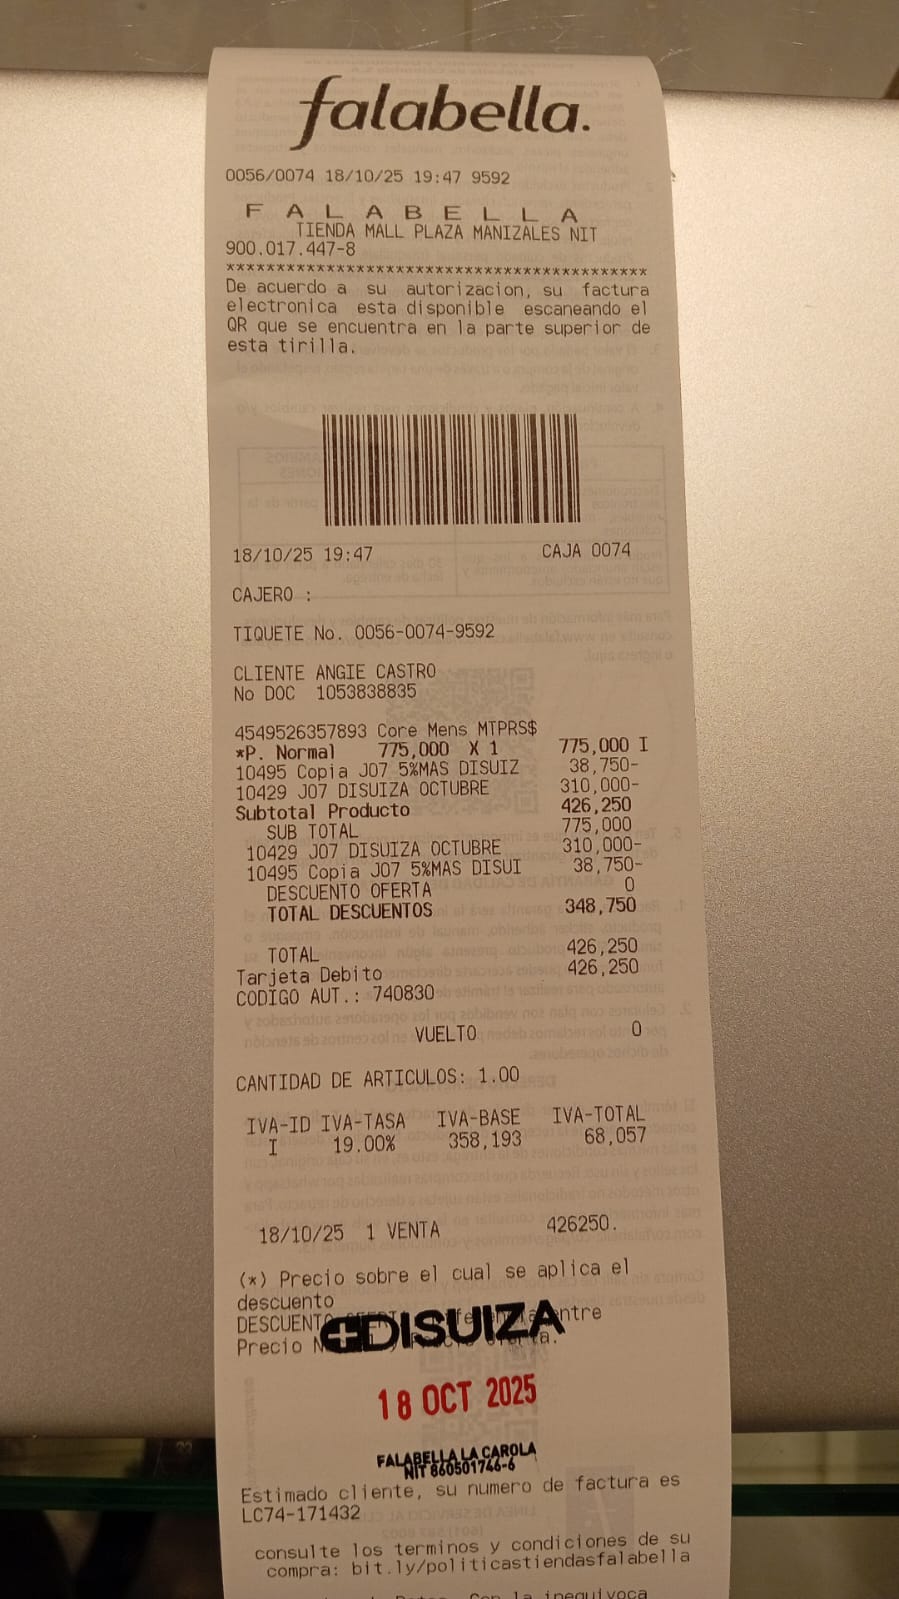 falabella.
0056/0074 18/10/25 19:47 9592
F A L A B E L L A
TIENDA MALL PLAZA MANIZALES NIT
900.017.447-8
******************************************
De acuerdo a su autorizacion, su factura
electronica esta disponible escaneando el
QR que se encuentra en la parte superior de
esta tirilla.
18/10/25 19:47 CAJA 0074
CAJERO :
TIQUETE No. 0056-0074-9592
CLIENTE ANGIE CASTRO
No DOC 1053838835
4549526357893 Core Mens MTPRS$
*P. Normal 775,000 X 1 775,000 I
10495 Copia J07 5%MAS DISUIZ 38,750-
10429 J07 DISUIZA OCTUBRE 310,000-
Subtotal Producto 426,250
SUB TOTAL 775,000
10429 J07 DISUIZA OCTUBRE 310,000-
10495 Copia J07 5%MAS DISUI 38,750-
DESCUENTO OFERTA 0
TOTAL DESCUENTOS 348,750
TOTAL 426,250
Tarjeta Debito 426,250
CODIGO AUT.: 740830
VUELTO 0
CANTIDAD DE ARTICULOS: 1.00
IVA-ID IVA-TASA IVA-BASE IVA-TOTAL
I 19.00% 358,193 68,057
18/10/25 1 VENTA 426250.
(*) Precio sobre el cual se aplica el
descuento
DESCUENTO entre
Precio
DISUIZA
18 OCT 2025
FALABELLA LA CAROLA
NIT 860501746-6
Estimado cliente, su numero de factura es
LC74-171432
consulte los terminos y condiciones de su
compra: bit.ly/politicastiendasfalabella